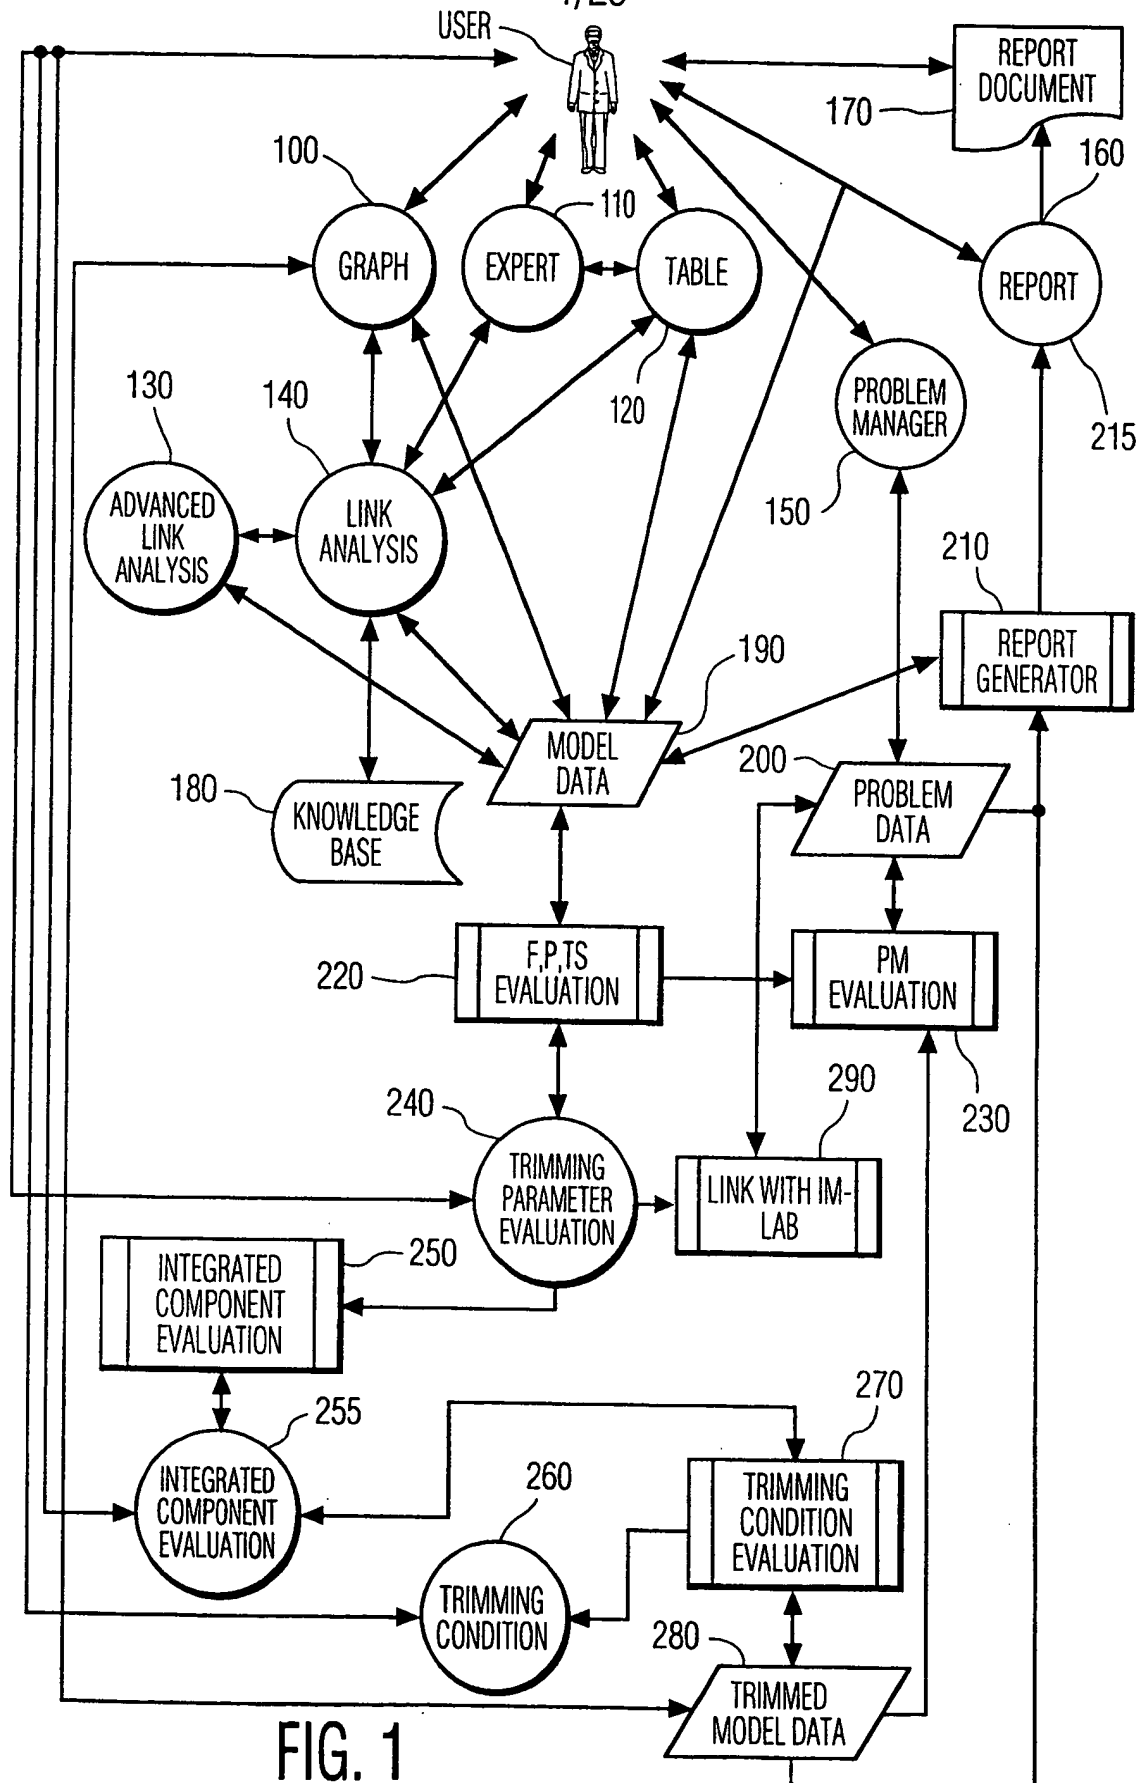 USER
REPORT
DOCUMENT
170
160
100
110
GRAPH
EXPERT
TABLE
REPORT
120
130
140
PROBLEM
MANAGER
215
150
ADVANCED
LINK
ANALYSIS
LINK
ANALYSIS
210
REPORT
GENERATOR
190
MODEL
DATA
200
PROBLEM
DATA
180
KNOWLEDGE
BASE
220
F,P,TS
EVALUATION
PM
EVALUATION
230
240
290
TRIMMING
PARAMETER
EVALUATION
LINK WITH IM-
LAB
250
INTEGRATED
COMPONENT
EVALUATION
255
270
INTEGRATED
COMPONENT
EVALUATION
260
TRIMMING
CONDITION
EVALUATION
TRIMMING
CONDITION
280
TRIMMED
MODEL DATA
FIG. 1